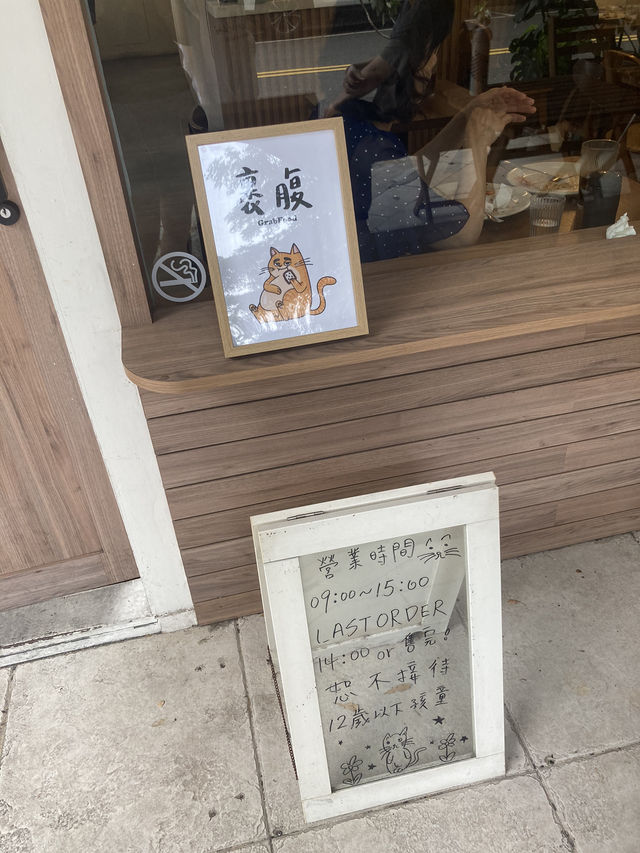 裹腹
GrabFood
營業時間
09:00~15:00
LAST ORDER
14:00 or 售完!
恕不接待
12歲以下孩童